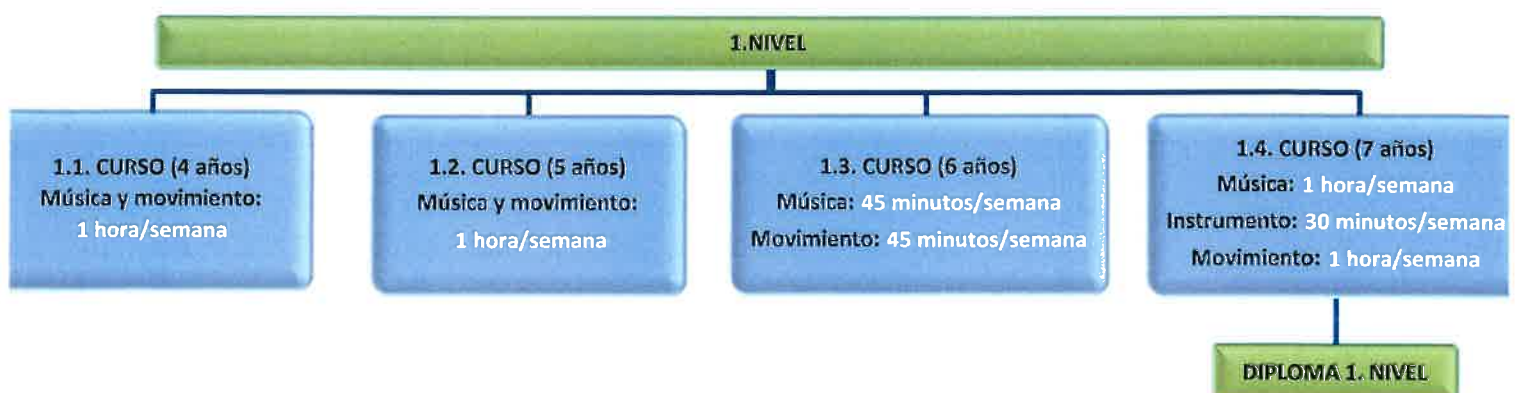 1.NIVEL
1.1. CURSO (4 años)
Música y movimiento:
1 hora/semana
1.2. CURSO (5 años)
Música y movimiento:
1 hora/semana
1.3. CURSO (6 años)
Música: 45 minutos/semana
Movimiento: 45 minutos/semana
1.4. CURSO (7 años)
Música: 1 hora/semana
Instrumento: 30 minutos/semana
Movimiento: 1 hora/semana
DIPLOMA 1. NIVEL